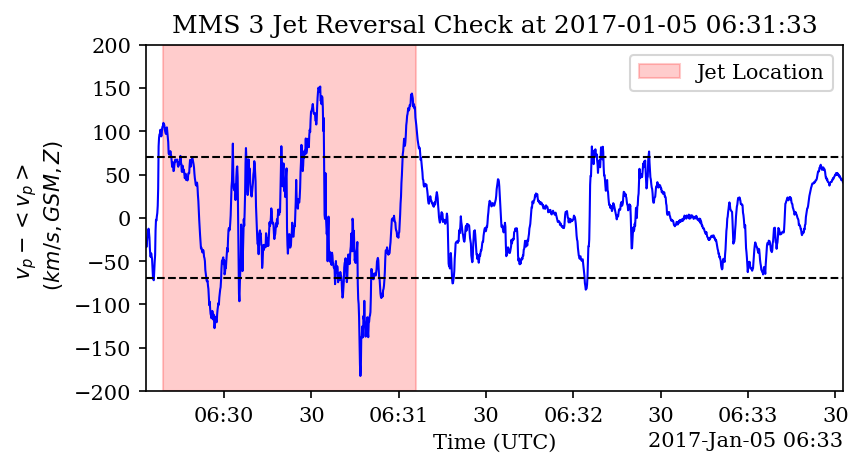 MMS 3 Jet Reversal Check at 2017-01-05 06:31:33
200
150
100
50
0
−50
−100
−150
−200
v_p − <v_p>
(km/s, GSM, Z)
Jet Location
06:30 30 06:31 30 06:32 30 06:33 30
Time (UTC)
2017-Jan-05 06:33